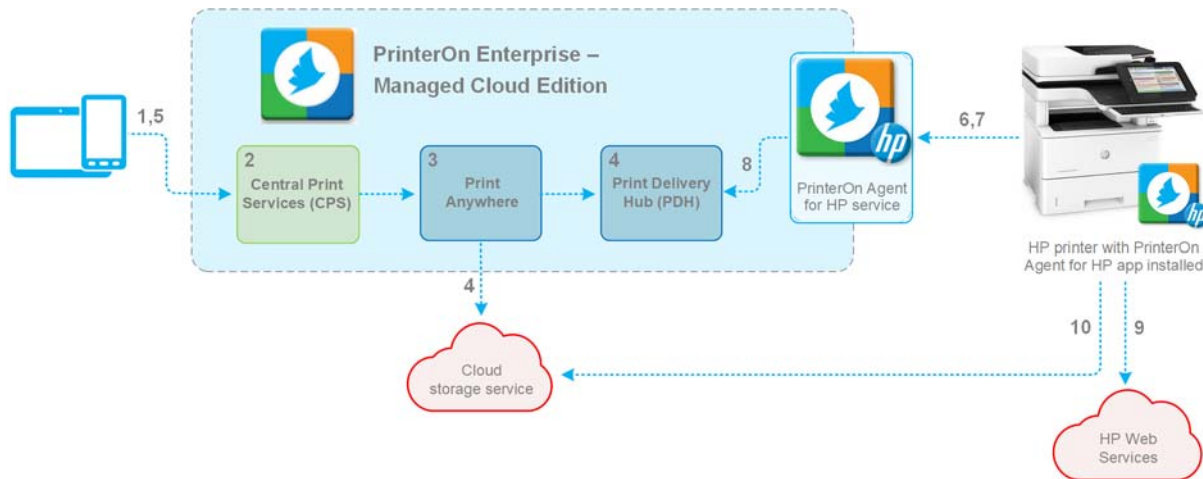 PrinterOn Enterprise –
Managed Cloud Edition
1,5
2
Central Print
Services (CPS)
3
Print
Anywhere
4
Print Delivery
Hub (PDH)
8
hp
PrinterOn Agent
for HP service
6,7
hp
HP printer with PrinterOn
Agent for HP app installed
4
10
9
Cloud
storage service
HP Web
Services